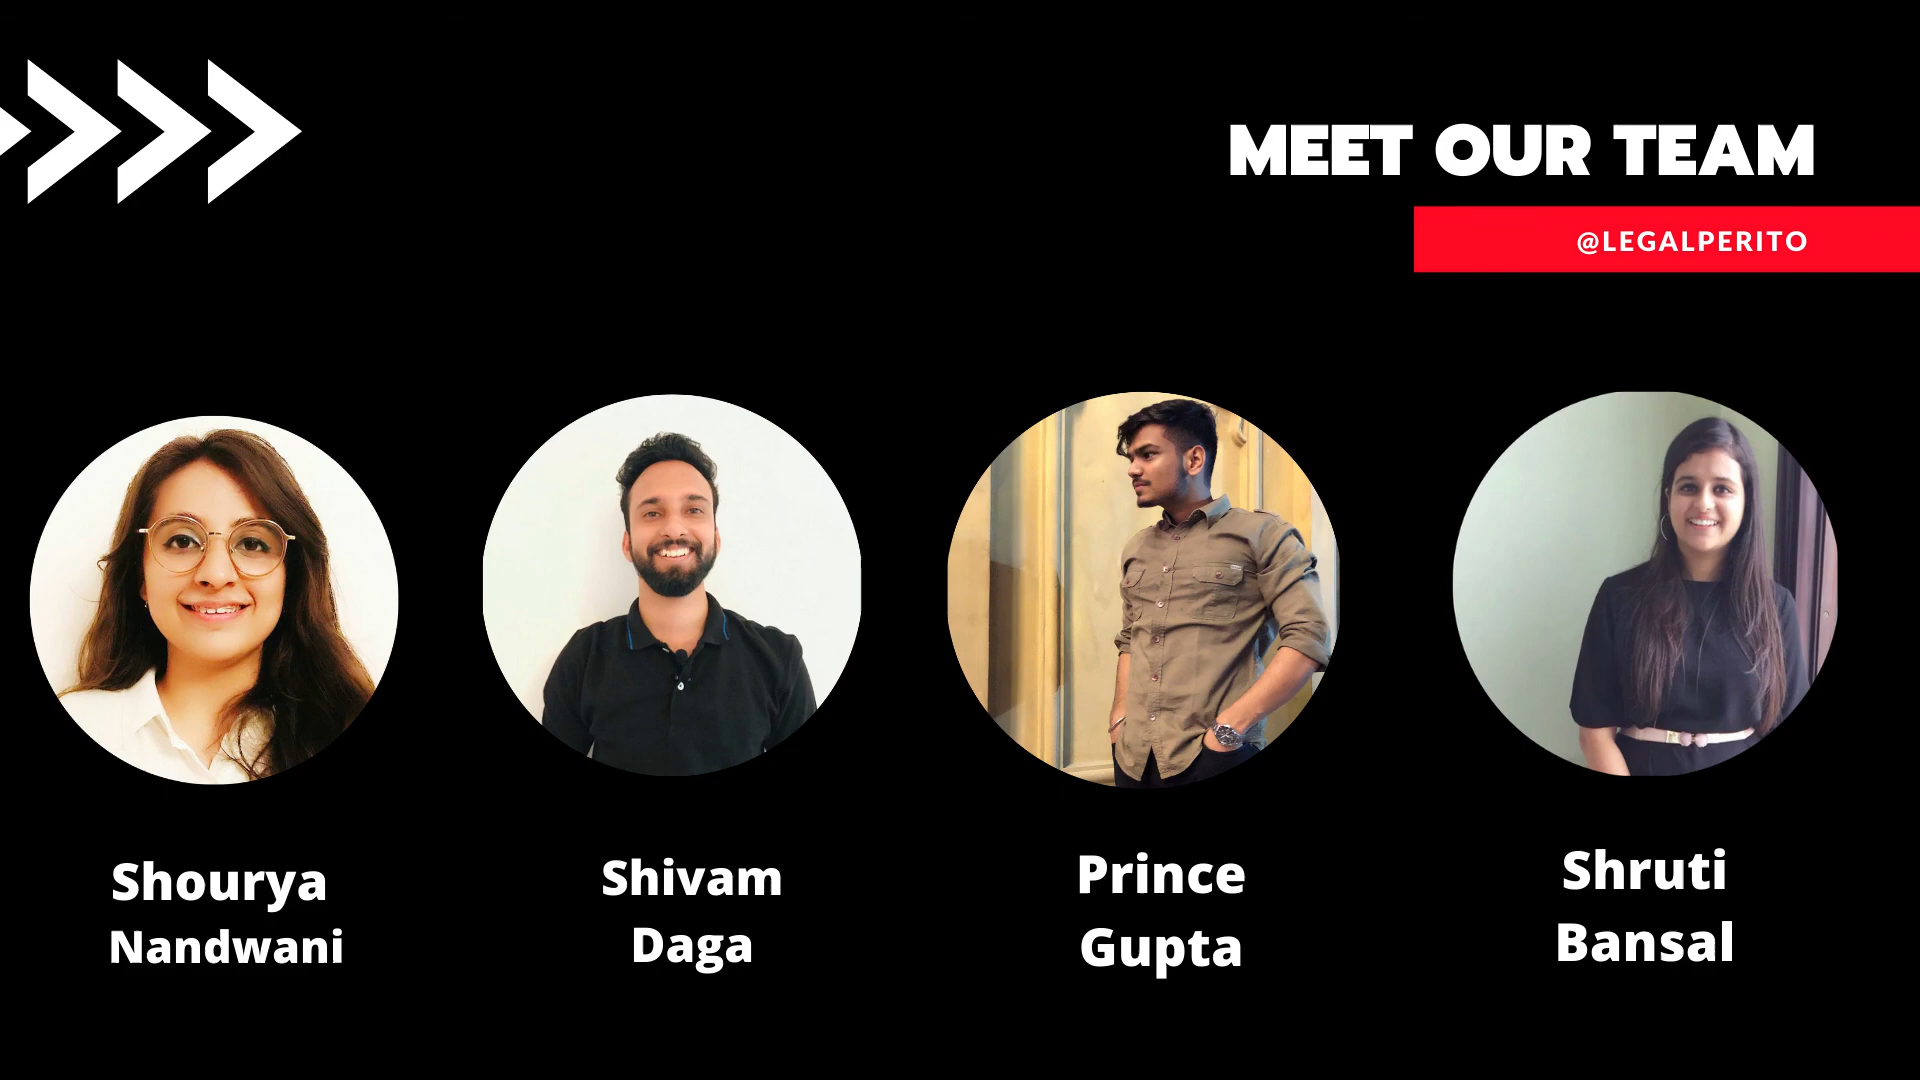 MEET OUR TEAM
@LEGALPERITO
Shourya
Nandwani
Shivam
Daga
Prince
Gupta
Shruti
Bansal